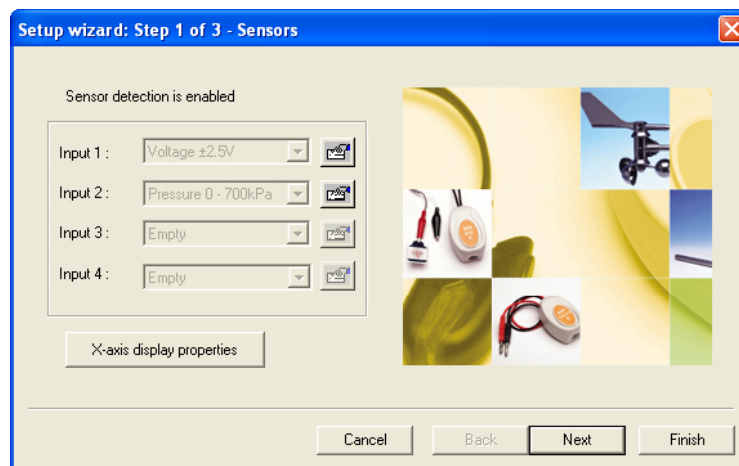 Setup wizard: Step 1 of 3 - Sensors
Sensor detection is enabled
Input 1 : Voltage ±2.5V
Input 2 : Pressure 0 - 700kPa
Input 3 : Empty
Input 4 : Empty
X-axis display properties
Cancel Back Next Finish